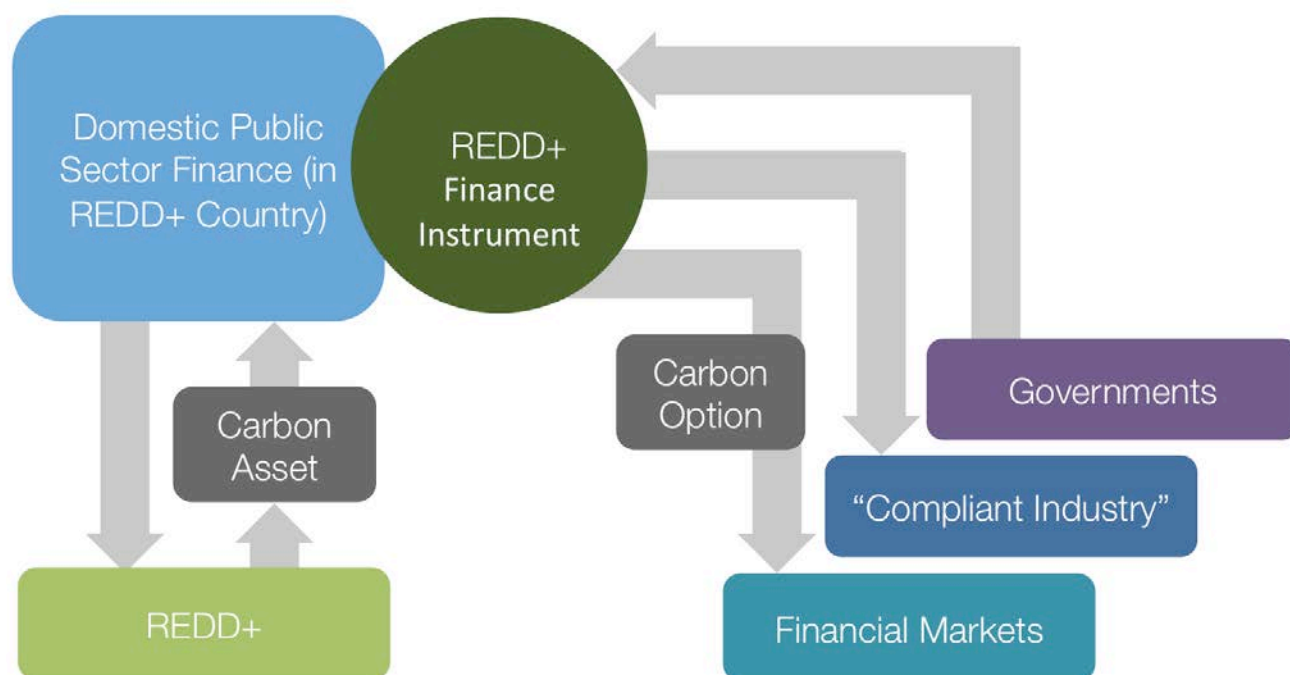 Domestic Public
Sector Finance (in
REDD+ Country)
REDD+
Finance
Instrument
Carbon
Asset
Carbon
Option
Governments
“Compliant Industry”
REDD+
Financial Markets